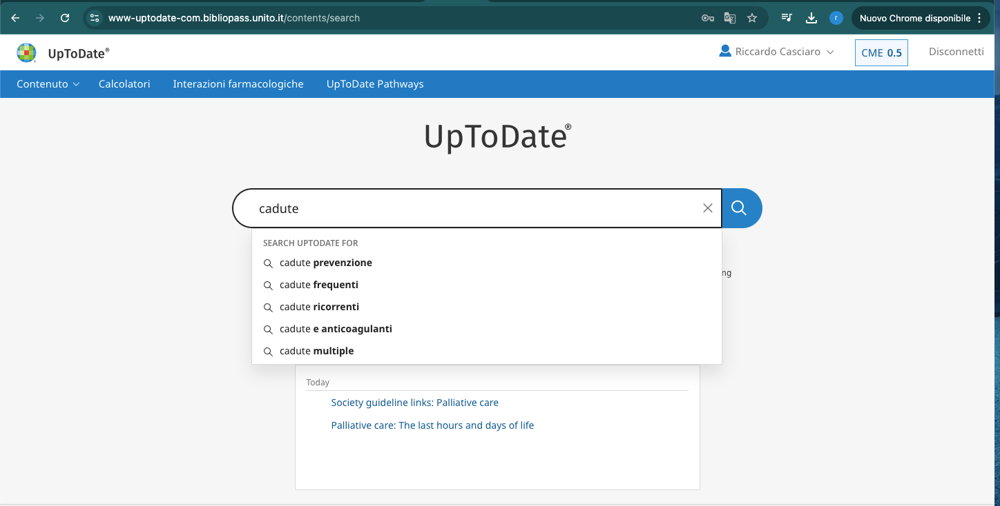 www-uptodate-com.bibliopass.unito.it/contents/search
r
Nuovo Chrome disponibile
UpToDate®
Riccardo Casciaro
CME 0.5
Disconnetti
Contenuto
Calcolatori
Interazioni farmacologiche
UpToDate Pathways
UpToDate®
cadute
SEARCH UPTODATE FOR
cadute prevenzione
ng
cadute frequenti
cadute ricorrenti
cadute e anticoagulanti
cadute multiple
Today
Society guideline links: Palliative care
Palliative care: The last hours and days of life